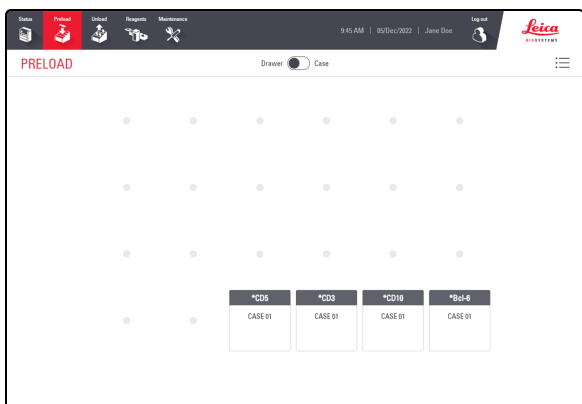 Status Preload Unload Reagents Maintenance 9:45 AM | 05/Dec/2022 | Jane Doe Log out
Leica
BIOSYSTEMS
PRELOAD Drawer Case
*CD5 *CD3 *CD10 *Bcl-6
CASE 01 CASE 01 CASE 01 CASE 01